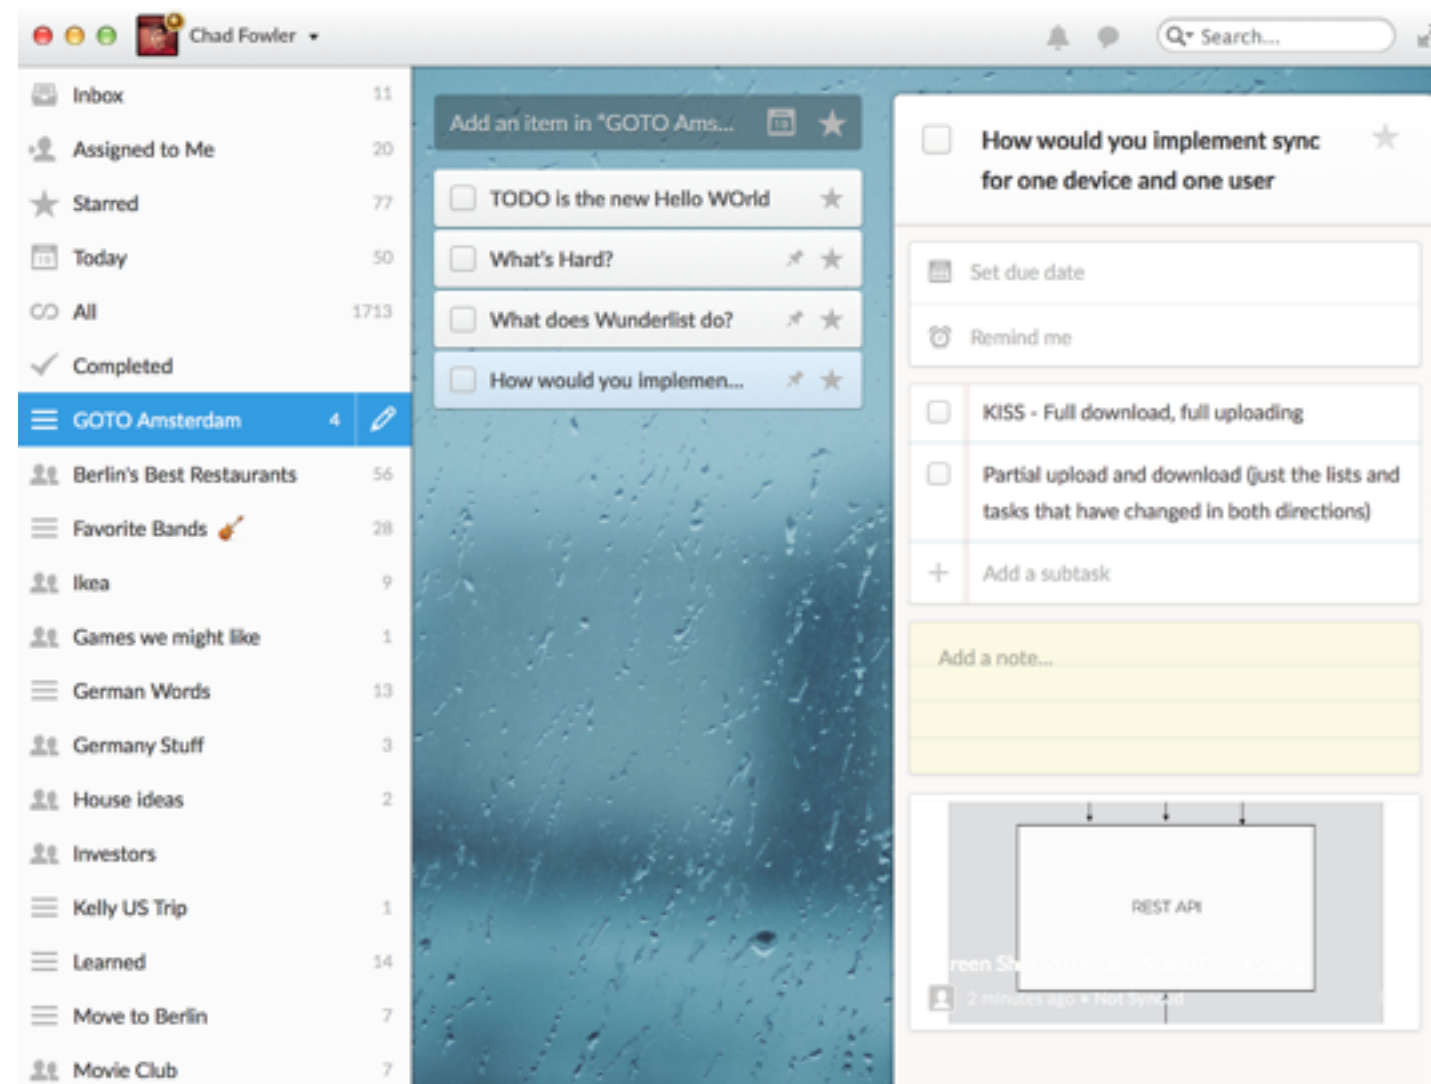 Chad Fowler
Search...
Inbox 11
Assigned to Me 20
Starred 77
Today 50
All 1713
Completed
GOTO Amsterdam 4
Berlin's Best Restaurants 56
Favorite Bands 28
Ikea 9
Games we might like 1
German Words 13
Germany Stuff 3
House ideas 2
Investors
Kelly US Trip 1
Learned 14
Move to Berlin 7
Movie Club 7
Add an item in "GOTO Ams...
TODO is the new Hello WOrld
What's Hard?
What does Wunderlist do?
How would you implemen...
How would you implement sync
for one device and one user
Set due date
Remind me
KISS - Full download, full uploading
Partial upload and download (just the lists and
tasks that have changed in both directions)
Add a subtask
Add a note...
REST API
2 minutes ago • Not Synced